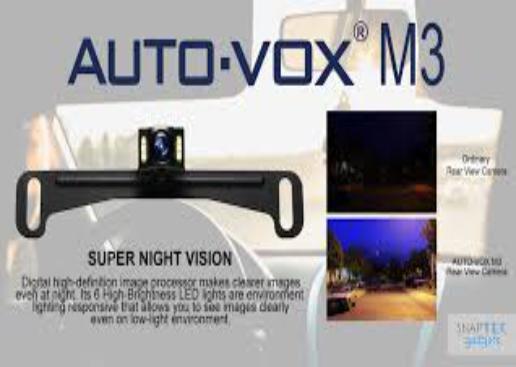 AUTO·VOX® M3
Ordinary
Rear View Camera
SUPER NIGHT VISION
Digital high-definition image processor makes clearer images
even at night. Its 6 High-Brightness LED lights are environment
lighting responsive that allows you to see images clearly
even on low-light environment.
AUTO-VOX M3
Rear View Camera
SNAPTEK
gadgets